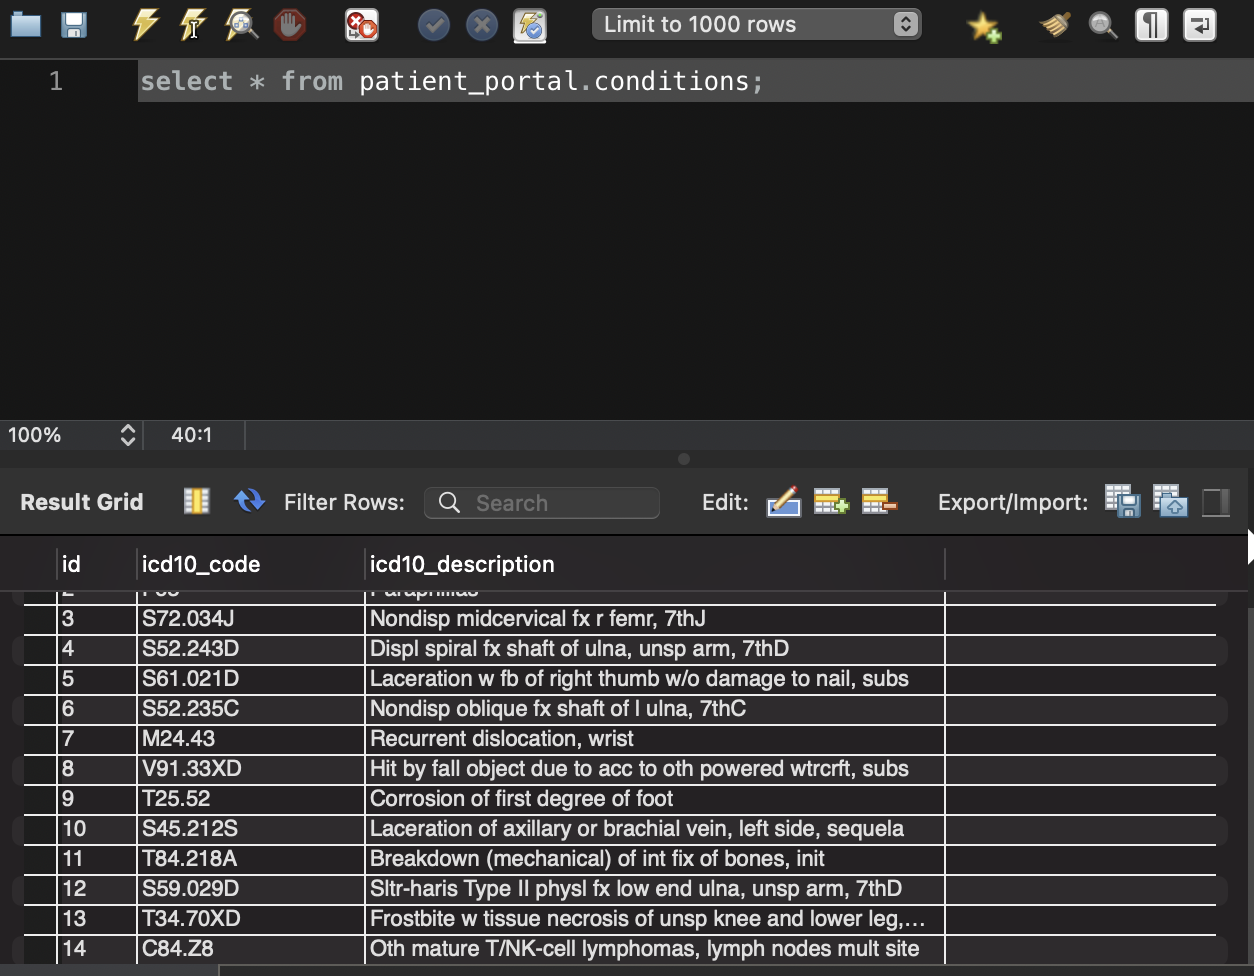 Limit to 1000 rows
1 select * from patient_portal.conditions;
100% 40:1
Result Grid Filter Rows: Search Edit: Export/Import:
id icd10_code icd10_description
3 S72.034J Nondisp midcervical fx r femr, 7thJ
4 S52.243D Displ spiral fx shaft of ulna, unsp arm, 7thD
5 S61.021D Laceration w fb of right thumb w/o damage to nail, subs
6 S52.235C Nondisp oblique fx shaft of l ulna, 7thC
7 M24.43 Recurrent dislocation, wrist
8 V91.33XD Hit by fall object due to acc to oth powered wtrcrft, subs
9 T25.52 Corrosion of first degree of foot
10 S45.212S Laceration of axillary or brachial vein, left side, sequela
11 T84.218A Breakdown (mechanical) of int fix of bones, init
12 S59.029D Sltr-haris Type II physl fx low end ulna, unsp arm, 7thD
13 T34.70XD Frostbite w tissue necrosis of unsp knee and lower leg,...
14 C84.Z8 Oth mature T/NK-cell lymphomas, lymph nodes mult site